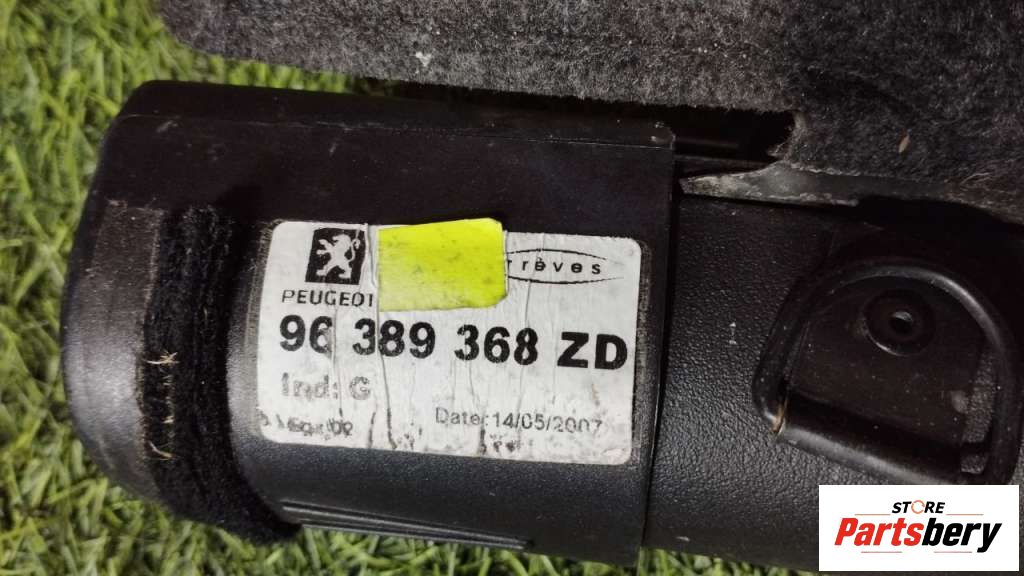 PEUGEOT
trèves
96 389 368 ZD
Ind: G
Date: 14/05/2007
STORE
Partsbery